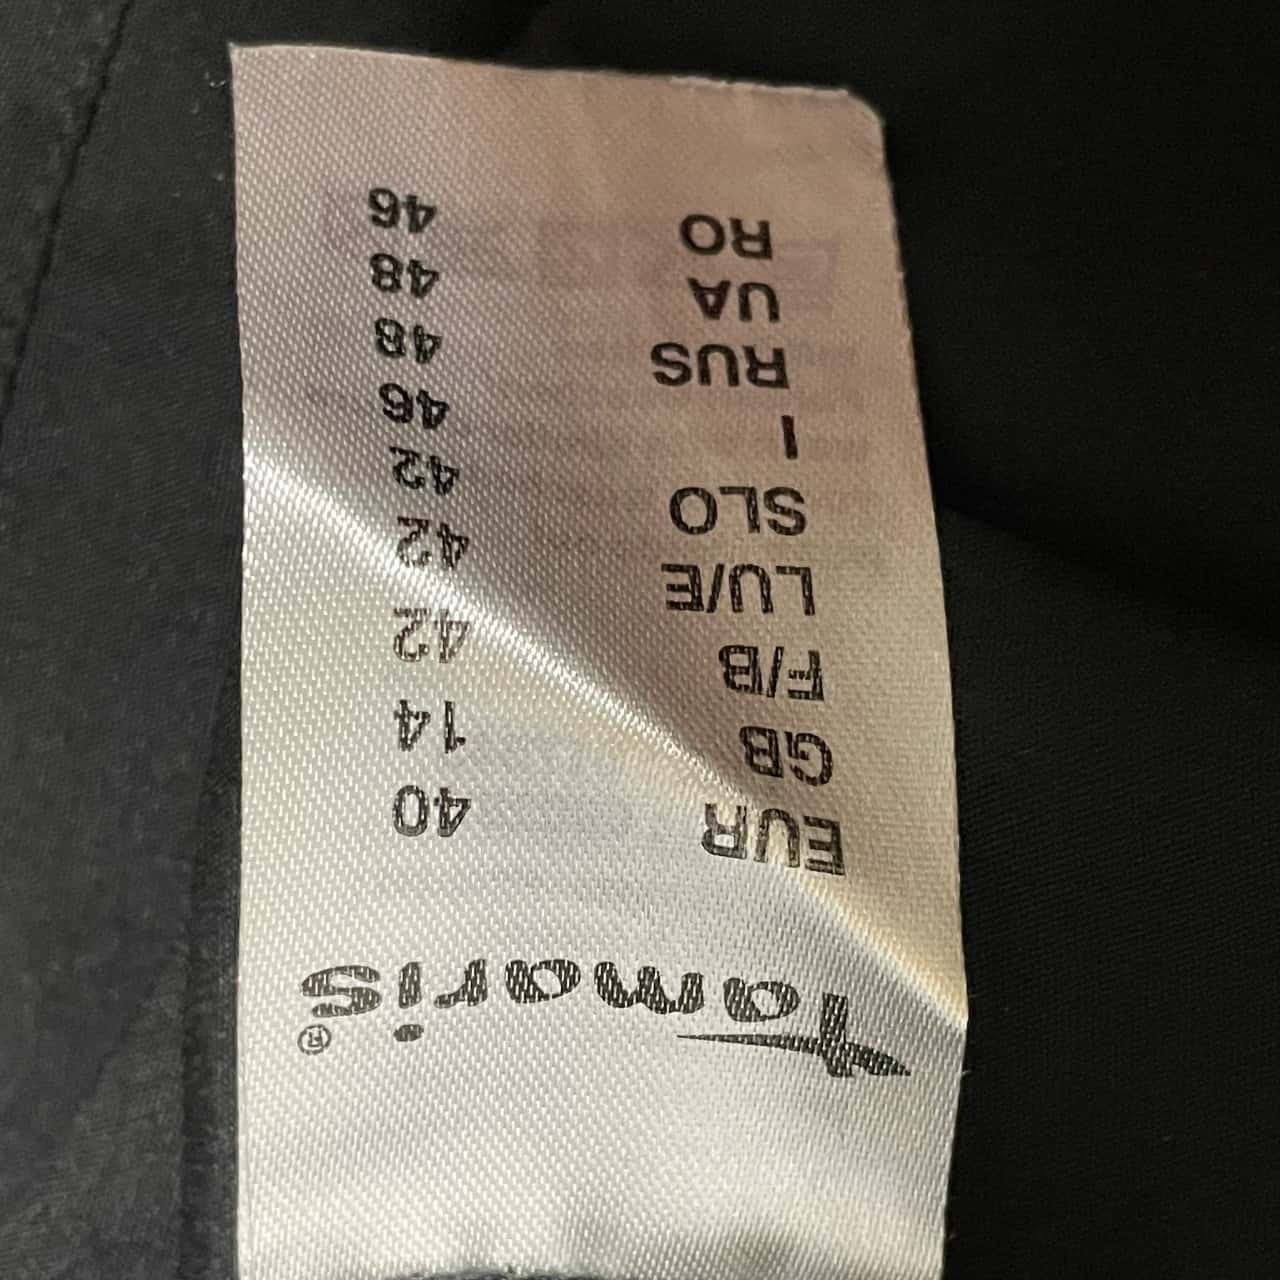 Tamaris®
EUR 40
GB 14
F/B 42
LU/E 42
SLO 42
I 46
RUS 48
UA 48
RO 46